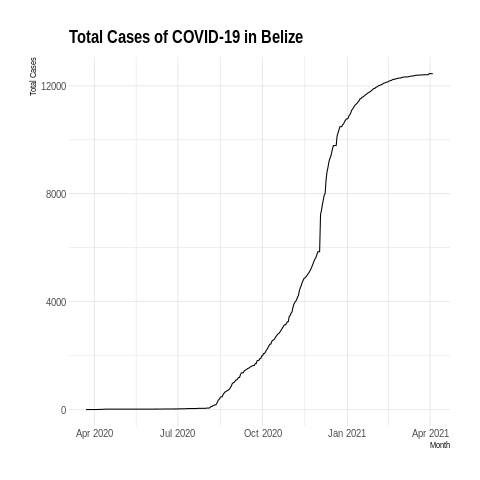 Total Cases of COVID-19 in Belize
Total Cases
12000
8000
4000
0
Apr 2020 Jul 2020 Oct 2020 Jan 2021 Apr 2021
Month